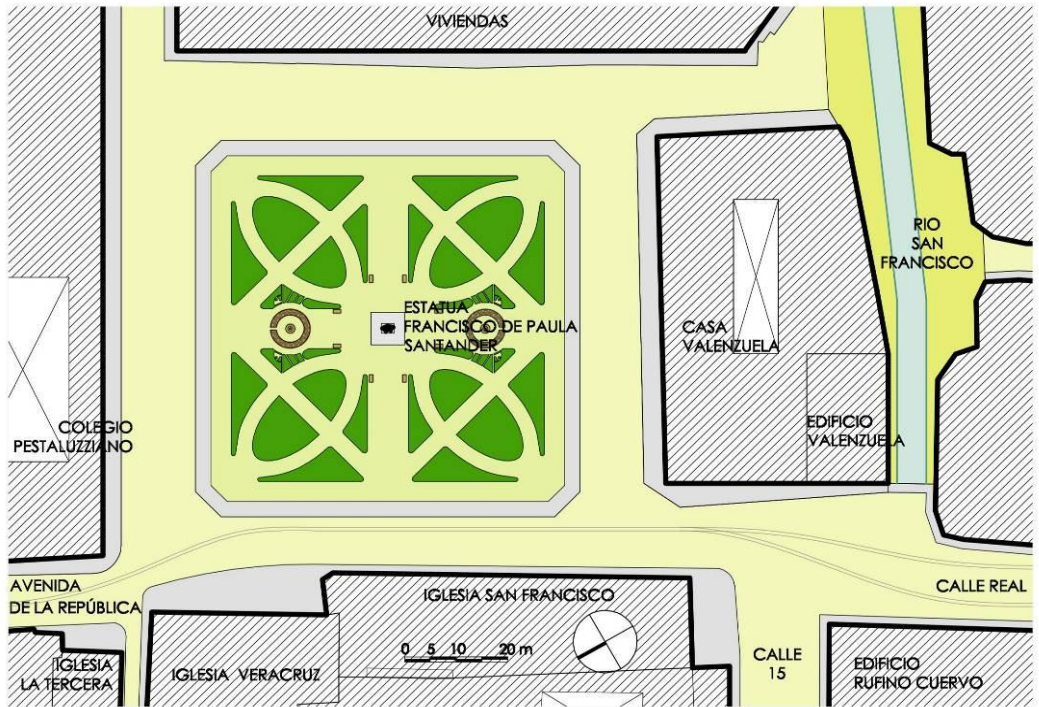 VIVIENDAS
RIO
SAN
FRANCISCO
ESTATUA
FRANCISCO DE PAULA
SANTANDER
CASA
VALENZUELA
EDIFICIO
VALENZUELA
COLEGIO
PESTALUZZIANO
AVENIDA
DE LA REPÚBLICA
CALLE REAL
IGLESIA SAN FRANCISCO
0 5 10 20 m
IGLESIA
LA TERCERA
IGLESIA VERACRUZ
CALLE
15
EDIFICIO
RUFINO CUERVO